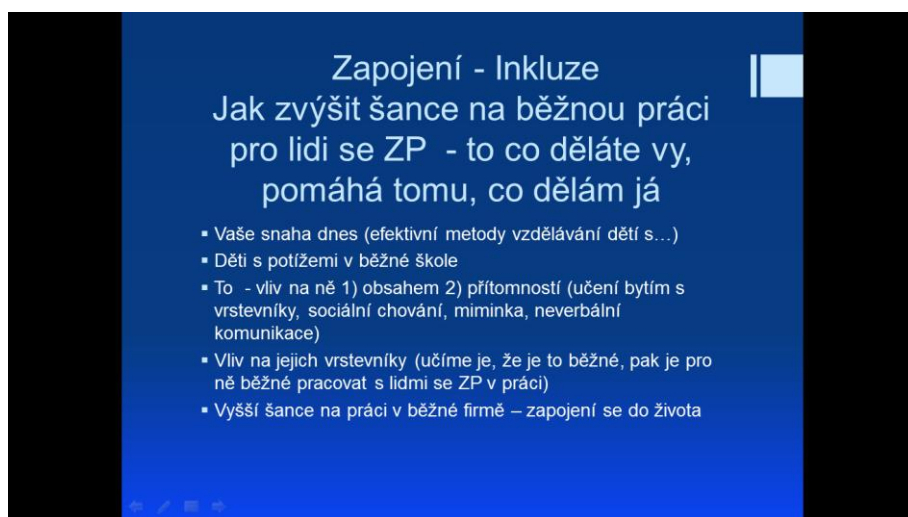 Zapojení - Inkluze
Jak zvýšit šance na běžnou práci
pro lidi se ZP - to co děláte vy,
pomáhá tomu, co dělám já
▪ Vaše snaha dnes (efektivní metody vzdělávání dětí s…)
▪ Děti s potížemi v běžné škole
▪ To - vliv na ně 1) obsahem 2) přítomností (učení bytím s
vrstevníky, sociální chování, miminka, neverbální
komunikace)
▪ Vliv na jejich vrstevníky (učíme je, že je to běžné, pak je pro
ně běžné pracovat s lidmi se ZP v práci)
▪ Vyšší šance na práci v běžné firmě – zapojení se do života